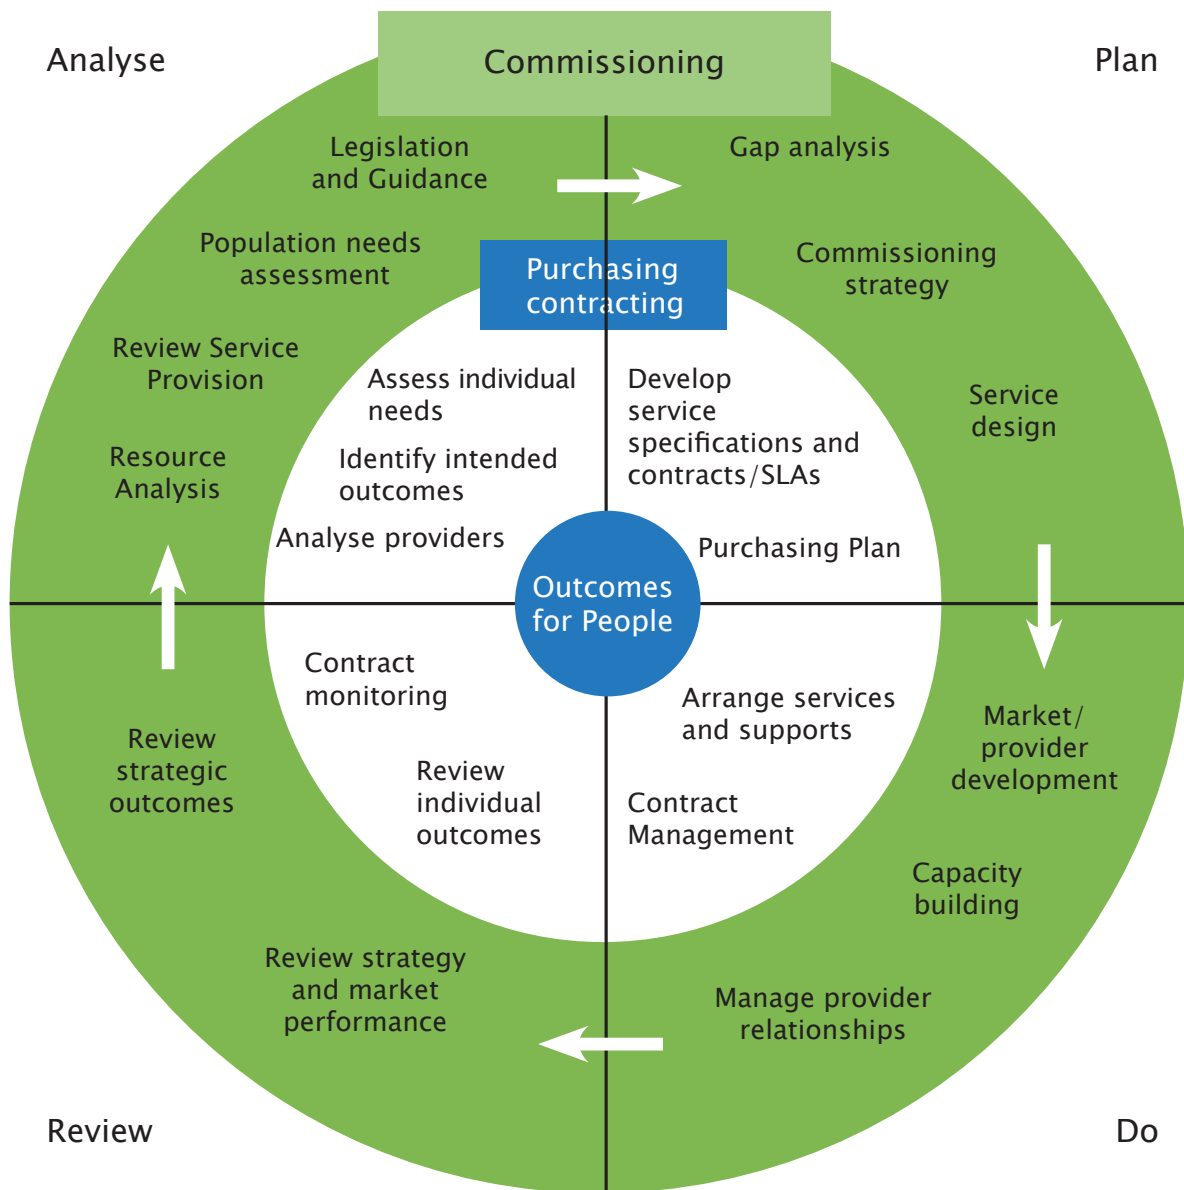 Analyse
Commissioning
Plan
Legislation
and Guidance
Gap analysis
Population needs
assessment
Purchasing
contracting
Commissioning
strategy
Review Service
Provision
Assess individual
needs
Develop
service
specifications and
contracts/SLAs
Service
design
Resource
Analysis
Identify intended
outcomes
Analyse providers
Purchasing Plan
Outcomes
for People
Contract
monitoring
Arrange services
and supports
Market/
provider
development
Review
strategic
outcomes
Review
individual
outcomes
Contract
Management
Capacity
building
Review strategy
and market
performance
Manage provider
relationships
Review
Do